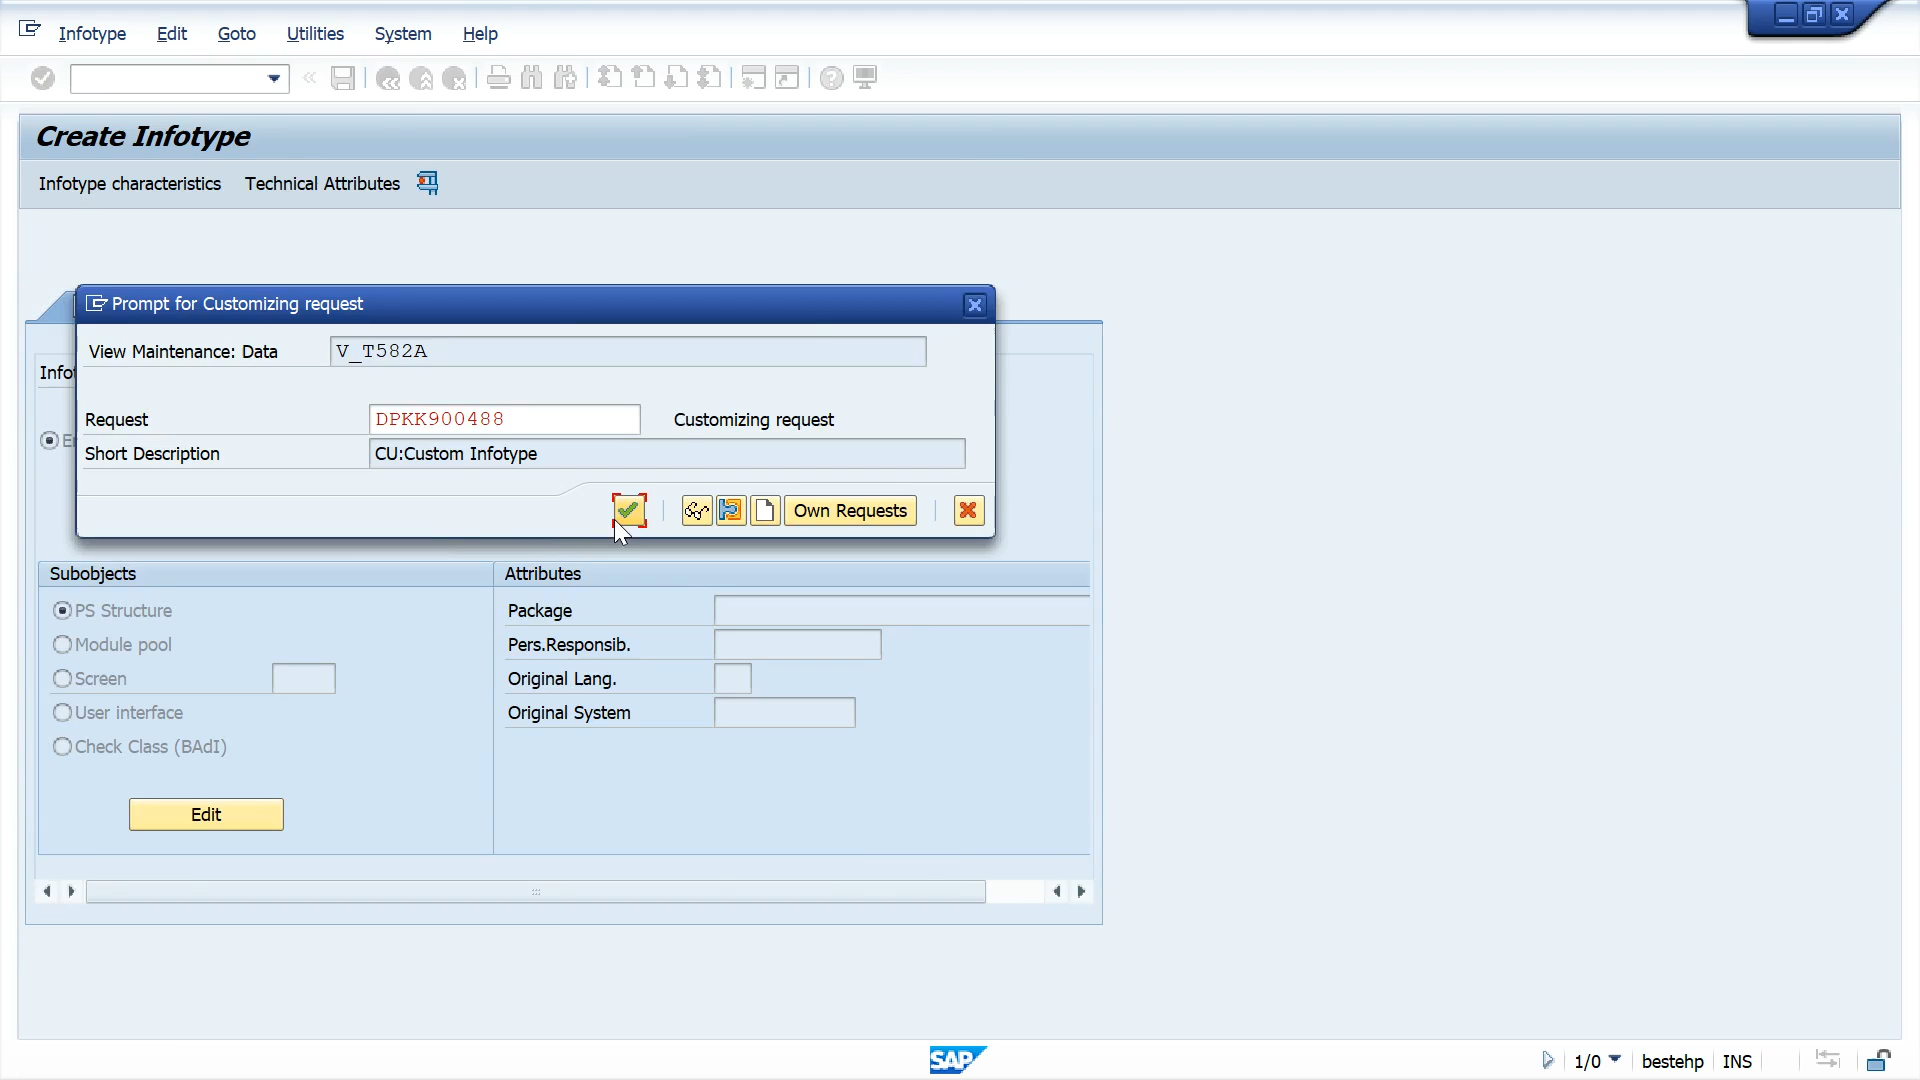 Infotype Edit Goto Utilities System Help
Create Infotype
Infotype characteristics Technical Attributes
Prompt for Customizing request
View Maintenance: Data V_T582A
Request DPKK900488 Customizing request
Short Description CU:Custom Infotype
Own Requests
Subobjects Attributes
PS Structure Package
Module pool Pers.Responsib.
Screen Original Lang.
User interface Original System
Check Class (BAdI)
Edit
SAP 1/0 bestehp INS